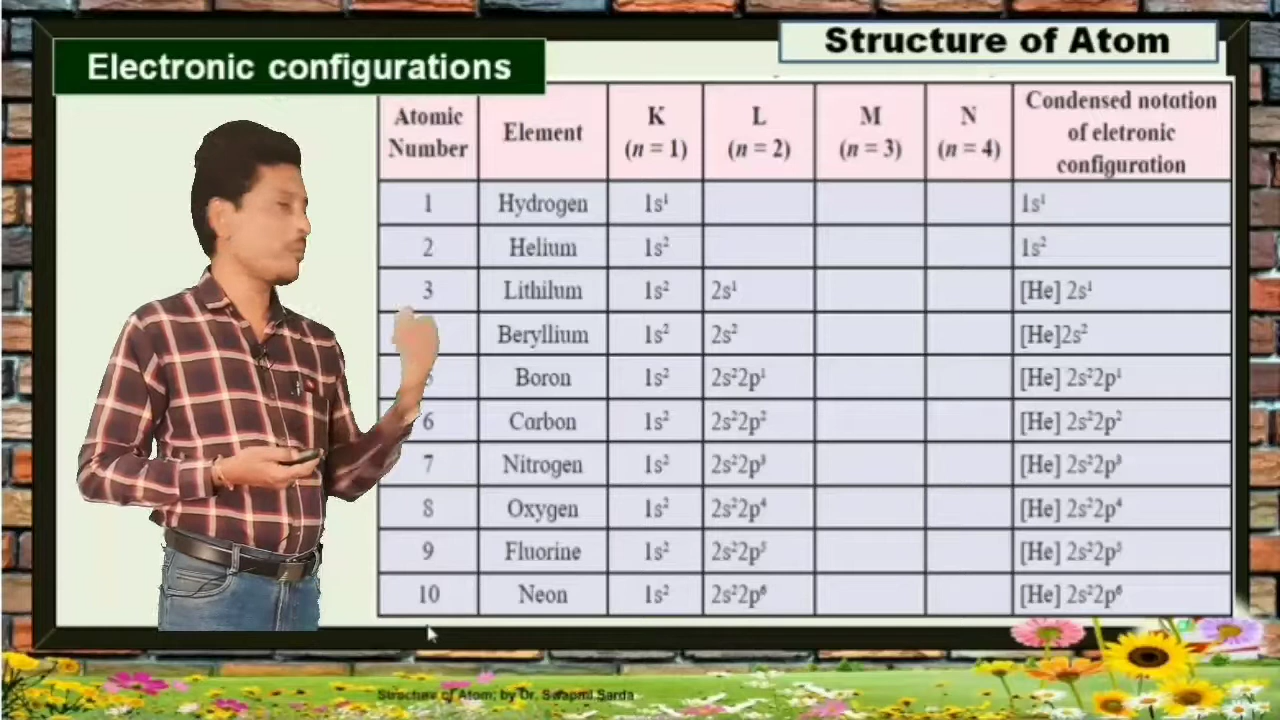 Structure of Atom
Electronic configurations
Atomic Number Element K (n = 1) L (n = 2) M (n = 3) N (n = 4) Condensed notation of eletronic configuration
1 Hydrogen 1s¹ 1s¹
2 Helium 1s² 1s²
3 Lithilum 1s² 2s¹ [He] 2s¹
Beryllium 1s² 2s² [He]2s²
Boron 1s² 2s²2p¹ [He] 2s²2p¹
6 Carbon 1s² 2s²2p² [He] 2s²2p²
7 Nitrogen 1s² 2s²2p³ [He] 2s²2p³
8 Oxygen 1s² 2s²2p⁴ [He] 2s²2p⁴
9 Fluorine 1s² 2s²2p⁵ [He] 2s²2p⁵
10 Neon 1s² 2s²2p⁶ [He] 2s²2p⁶
Structure of Atom; by Dr. Sarda